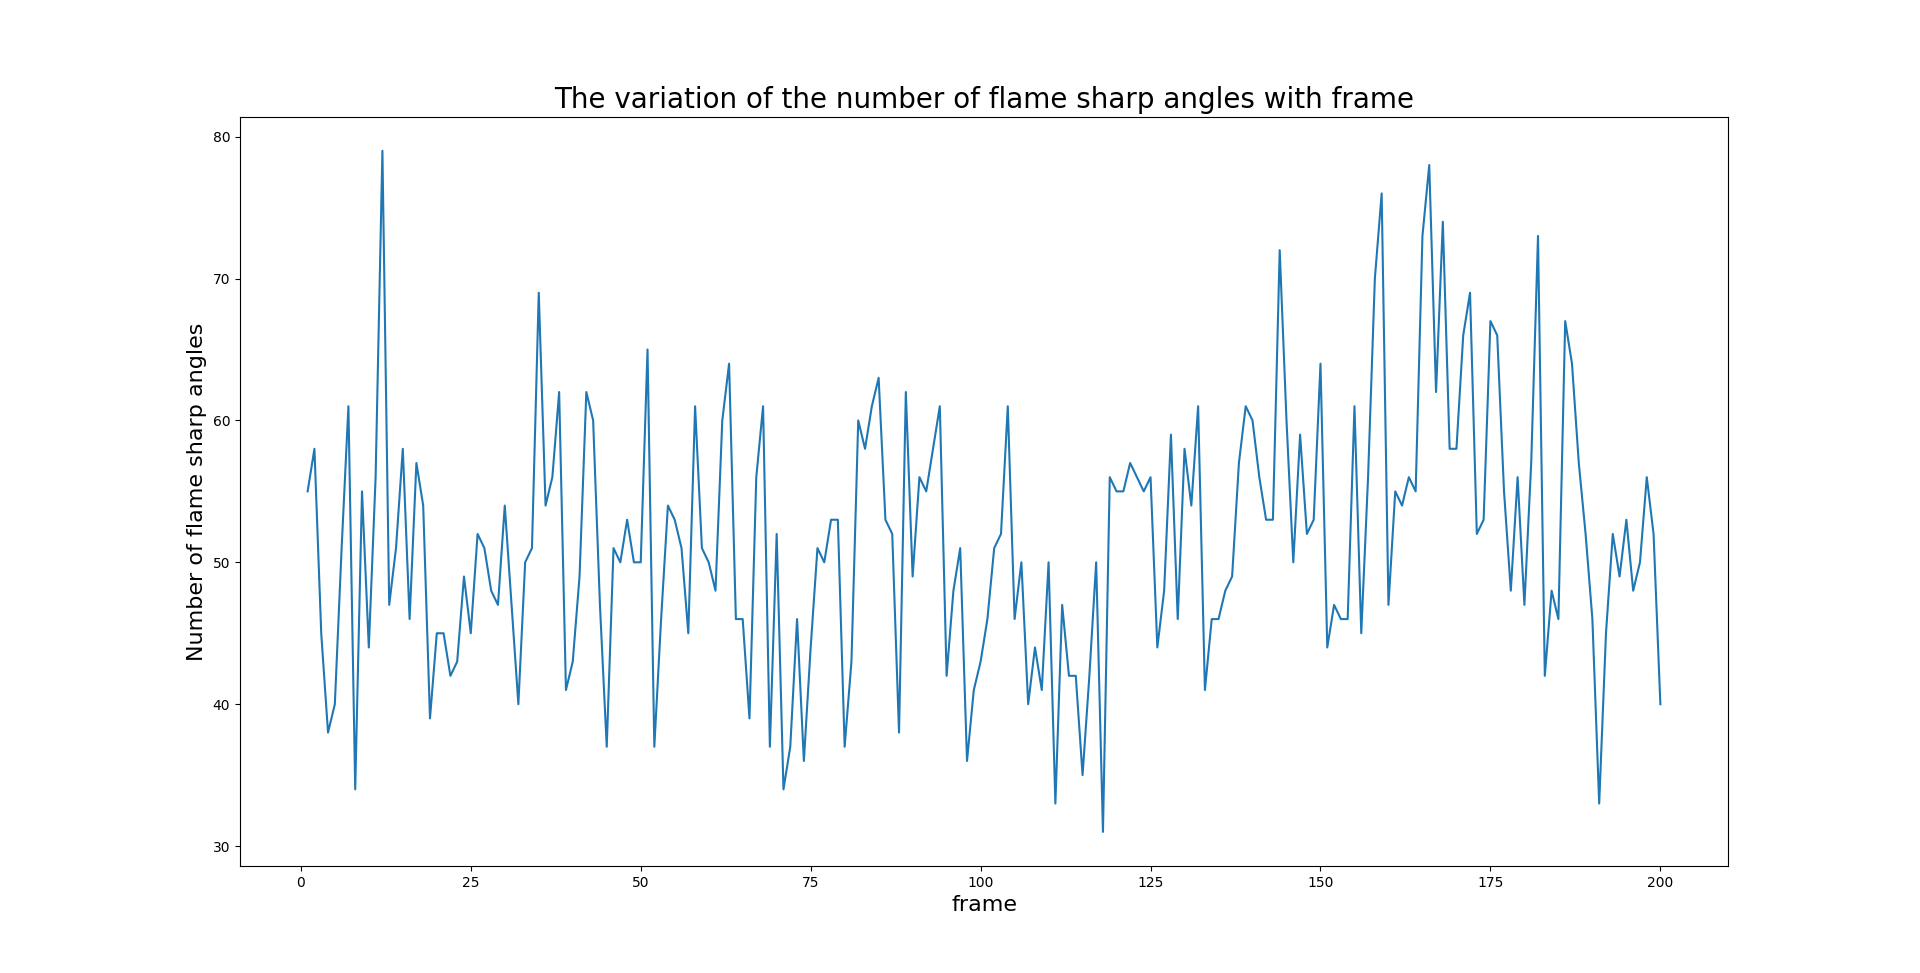 The variation of the number of flame sharp angles with frame
Number of flame sharp angles
80
70
60
50
40
30
0 25 50 75 100 125 150 175 200
frame